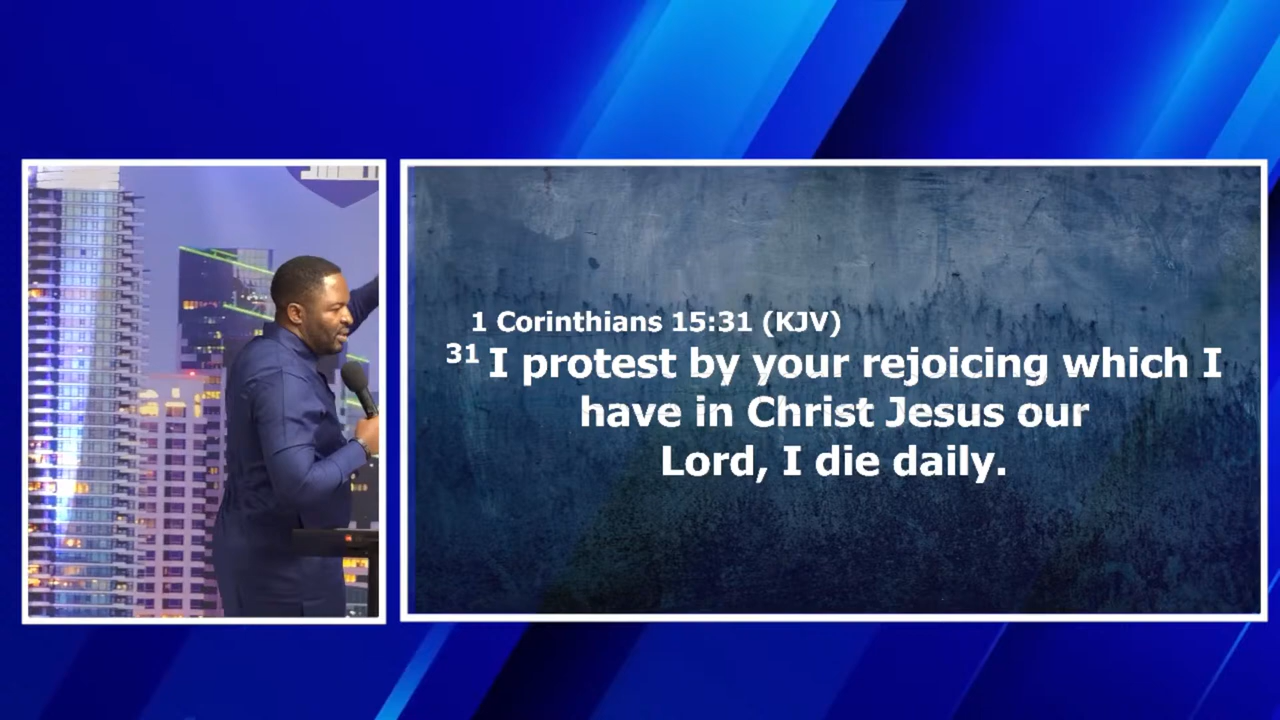 1 Corinthians 15:31 (KJV)
31 I protest by your rejoicing which I
have in Christ Jesus our
Lord, I die daily.